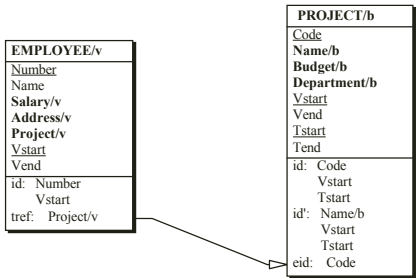 EMPLOYEE/v
Number
Name
Salary/v
Address/v
Project/v
Vstart
Vend
id: Number
Vstart
tref: Project/v
PROJECT/b
Code
Name/b
Budget/b
Department/b
Vstart
Vend
Tstart
Tend
id: Code
Vstart
Tstart
id': Name/b
Vstart
Tstart
eid: Code